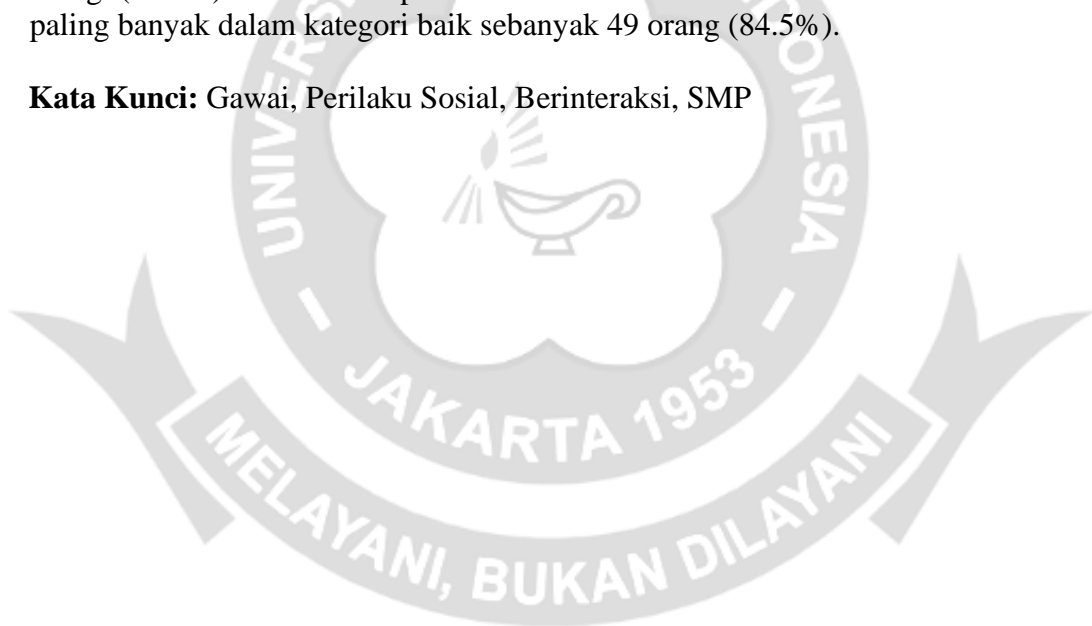 paling banyak dalam kategori baik sebanyak 49 orang (84.5%).
Kata Kunci: Gawai, Perilaku Sosial, Berinteraksi, SMP
JAKARTA 1953
MELAYANI, BUKAN DILAYANI